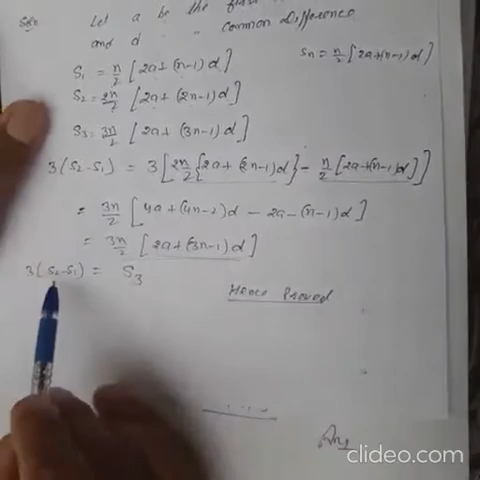 Soln Let a be the
and d " " Common Difference
Sn = n/2 [2a+(n-1)d]
S1 = n/2 [2a+(n-1)d]
S2 = 2n/2 [2a+(2n-1)d]
S3 = 3n/2 [2a+(3n-1)d]
3(S2-S1) = 3[2n/2{2a+(2n-1)d} - n/2[2a+(n-1)d]]
= 3n/2 [4a+(4n-2)d - 2a-(n-1)d]
= 3n/2 [2a+(3n-1)d]
3(S2-S1) = S3
Hence Proved
Ans
clideo.com